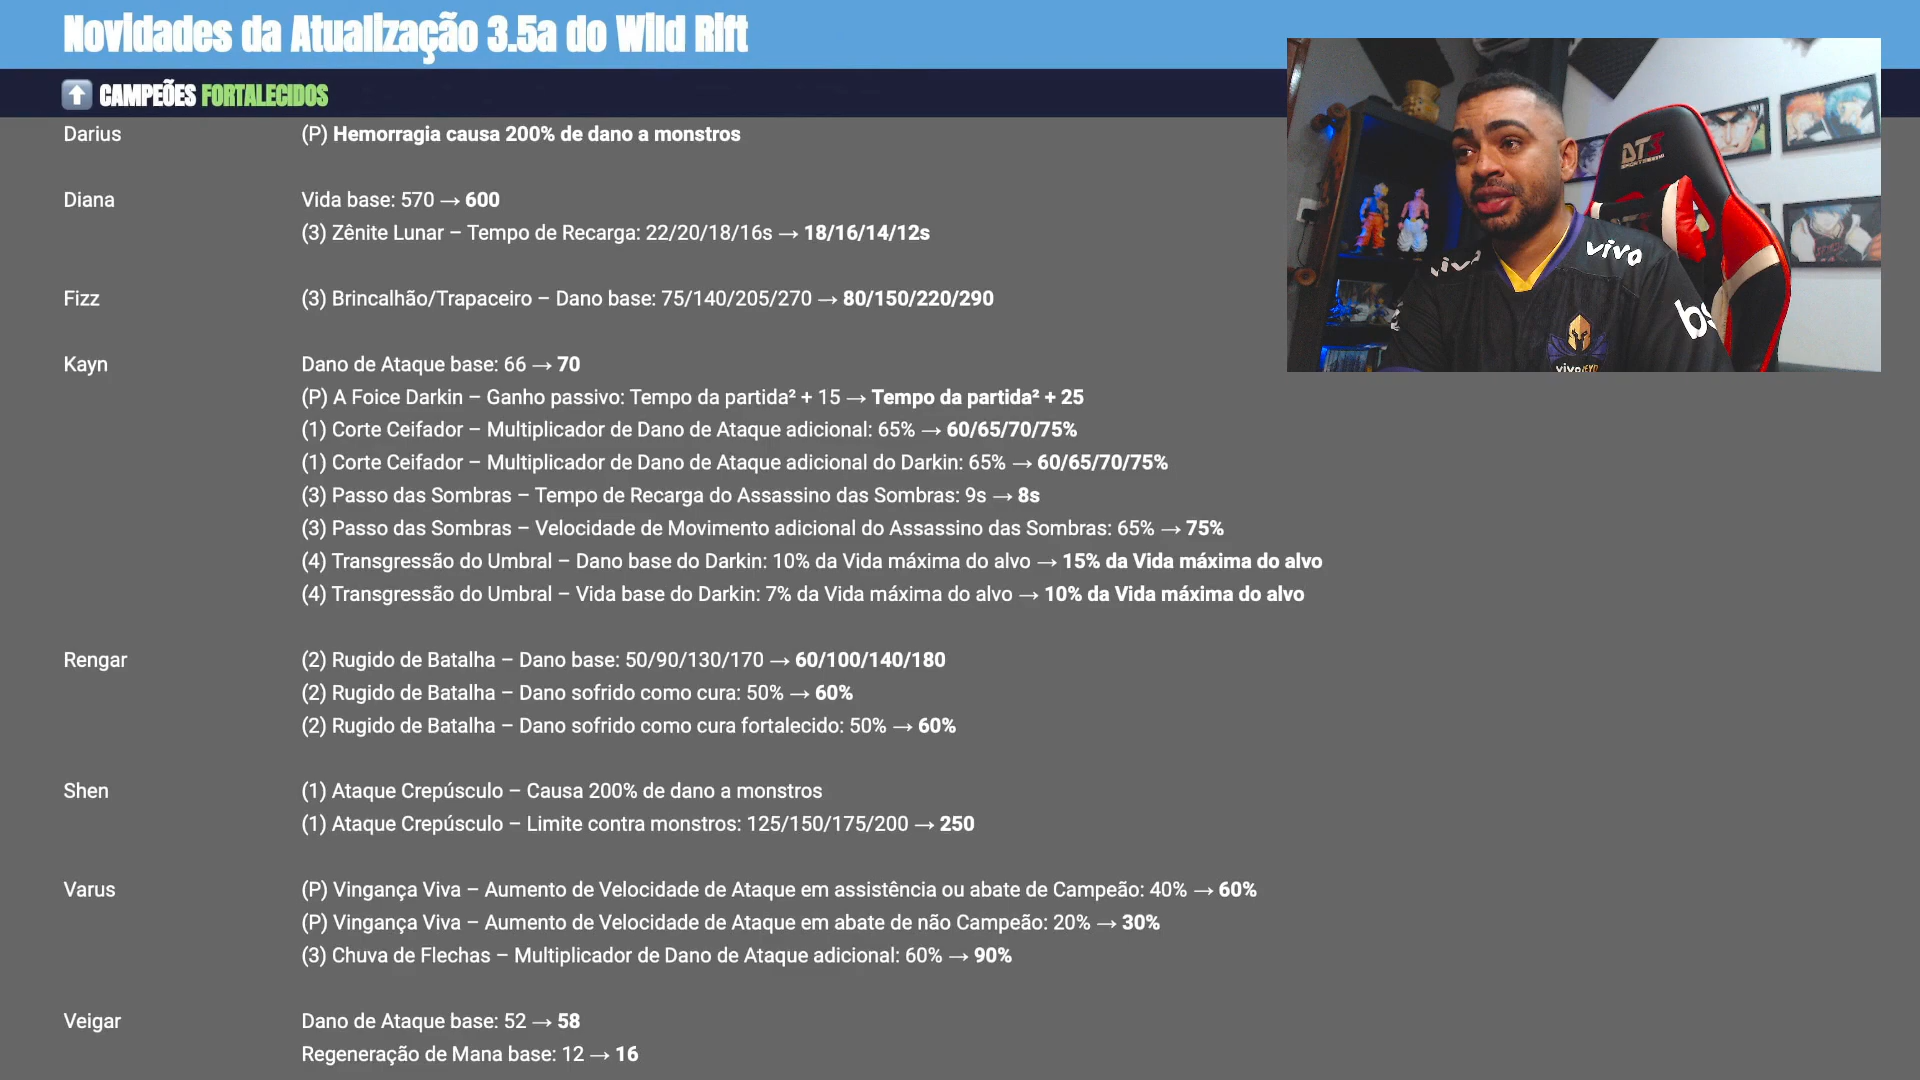 Novidades da Atualização 3.5a do Wild Rift
CAMPEÕES FORTALECIDOS
Darius
(P) Hemorragia causa 200% de dano a monstros
Diana
Vida base: 570 → 600
(3) Zênite Lunar – Tempo de Recarga: 22/20/18/16s → 18/16/14/12s
Fizz
(3) Brincalhão/Trapaceiro – Dano base: 75/140/205/270 → 80/150/220/290
Kayn
Dano de Ataque base: 66 → 70
(P) A Foice Darkin – Ganho passivo: Tempo da partida² + 15 → Tempo da partida² + 25
(1) Corte Ceifador – Multiplicador de Dano de Ataque adicional: 65% → 60/65/70/75%
(1) Corte Ceifador – Multiplicador de Dano de Ataque adicional do Darkin: 65% → 60/65/70/75%
(3) Passo das Sombras – Tempo de Recarga do Assassino das Sombras: 9s → 8s
(3) Passo das Sombras – Velocidade de Movimento adicional do Assassino das Sombras: 65% → 75%
(4) Transgressão do Umbral – Dano base do Darkin: 10% da Vida máxima do alvo → 15% da Vida máxima do alvo
(4) Transgressão do Umbral – Vida base do Darkin: 7% da Vida máxima do alvo → 10% da Vida máxima do alvo
Rengar
(2) Rugido de Batalha – Dano base: 50/90/130/170 → 60/100/140/180
(2) Rugido de Batalha – Dano sofrido como cura: 50% → 60%
(2) Rugido de Batalha – Dano sofrido como cura fortalecido: 50% → 60%
Shen
(1) Ataque Crepúsculo – Causa 200% de dano a monstros
(1) Ataque Crepúsculo – Limite contra monstros: 125/150/175/200 → 250
Varus
(P) Vingança Viva – Aumento de Velocidade de Ataque em assistência ou abate de Campeão: 40% → 60%
(P) Vingança Viva – Aumento de Velocidade de Ataque em abate de não Campeão: 20% → 30%
(3) Chuva de Flechas – Multiplicador de Dano de Ataque adicional: 60% → 90%
Veigar
Dano de Ataque base: 52 → 58
Regeneração de Mana base: 12 → 16
DT3
vivo
vivo